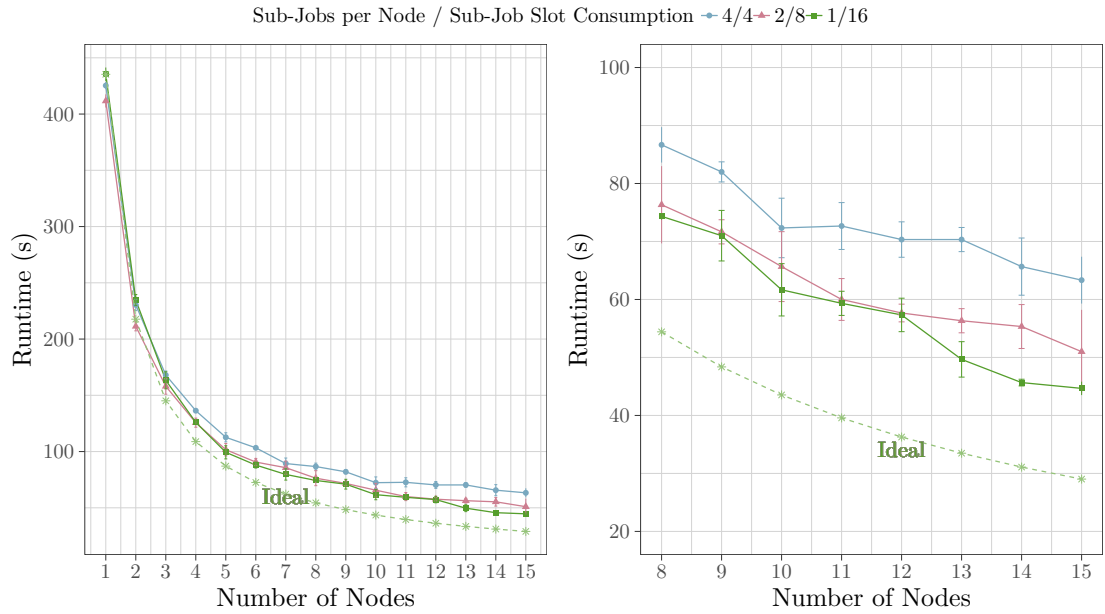 Sub-Jobs per Node / Sub-Job Slot Consumption 4/4 2/8 1/16
Runtime (s)
400
300
200
100
Ideal
1 2 3 4 5 6 7 8 9 10 11 12 13 14 15
Number of Nodes
Runtime (s)
100
80
60
40
20
Ideal
8 9 10 11 12 13 14 15
Number of Nodes